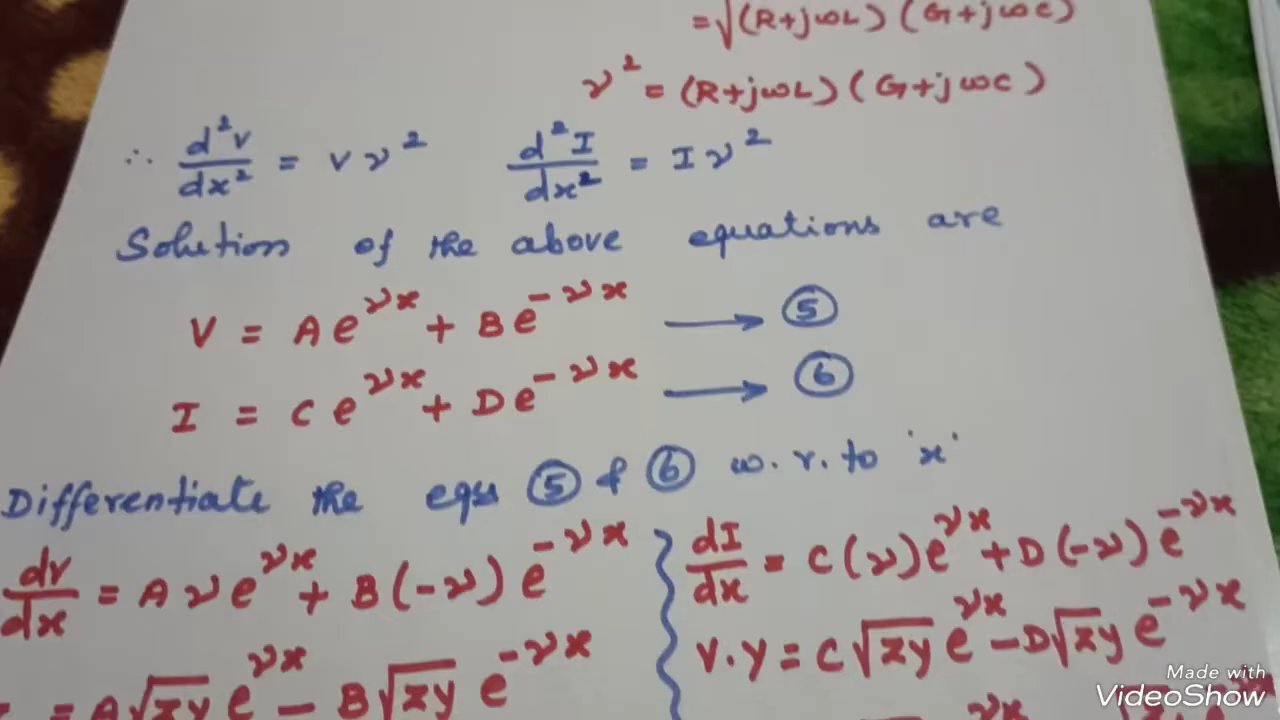 = √(R+jωL) (G+jωC)
γ² = (R+jωL) (G+jωC)
∴ d²V/dx² = Vγ² d²I/dx² = Iγ²
Solution of the above equations are
V = Ae^γx + Be^-γx → ⑤
I = Ce^γx + De^-γx → ⑥
Differentiate the eqns ⑤ & ⑥ w.r.to 'x'
dv/dx = Aγe^γx + B(-γ) e^-γx
= A√zy e^γx - B√zy e^-γx
dI/dx = C(γ)e^γx + D(-γ)e^-γx
V.y = C√zy e^γx - D√zy e^-γx
Made with
VideoShow